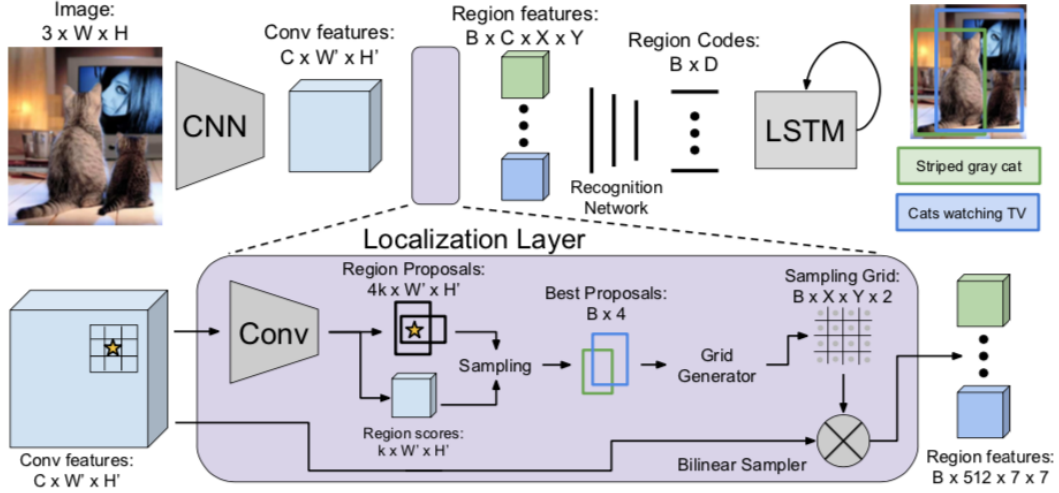 Image:
3 x W x H
CNN
Conv features:
C x W' x H'
Region features:
B x C x X x Y
Region Codes:
B x D
Recognition
Network
LSTM
Striped gray cat
Cats watching TV
Localization Layer
Conv features:
C x W' x H'
Conv
Region Proposals:
4k x W' x H'
Region scores:
k x W' x H'
Sampling
Best Proposals:
B x 4
Grid
Generator
Sampling Grid:
B x X x Y x 2
Bilinear Sampler
Region features:
B x 512 x 7 x 7